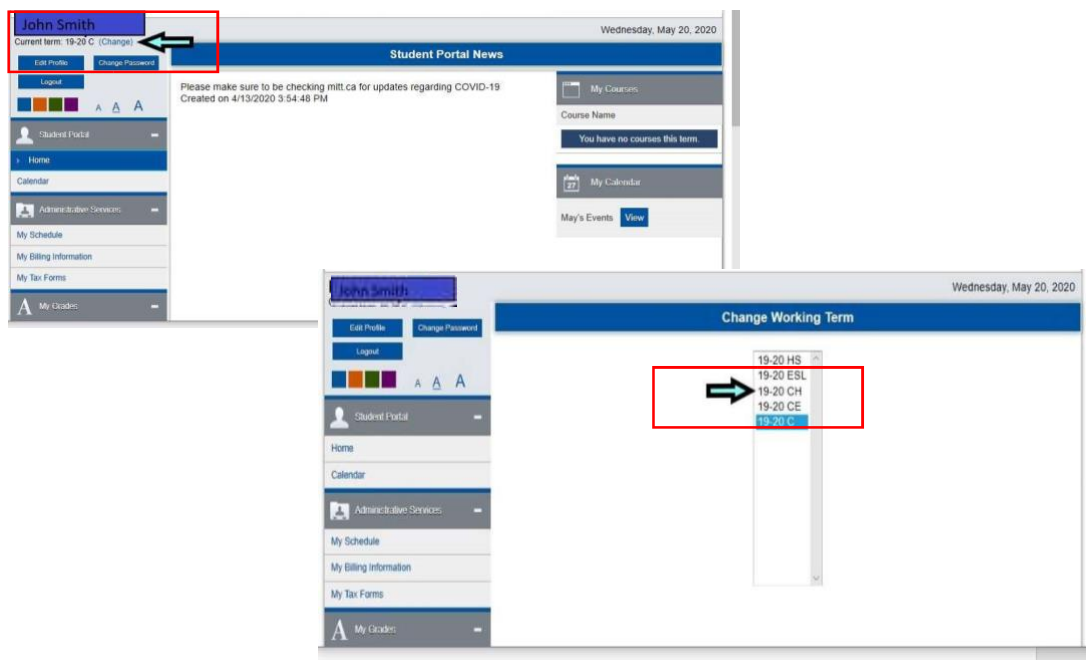 John Smith
Wednesday, May 20, 2020
Current term: 19-20 C (Change)
Edit Profile Change Password
Logout
A A A
Student Portal
Home
Calendar
Administrative Services
My Schedule
My Billing Information
My Tax Forms
A My Grades
Student Portal News
Please make sure to be checking mitt.ca for updates regarding COVID-19
Created on 4/13/2020 3:54:48 PM
My Courses
Course Name
You have no courses this term.
27 My Calendar
May's Events View
John Smith
Wednesday, May 20, 2020
Edit Profile Change Password
Logout
A A A
Student Portal
Home
Calendar
Administrative Services
My Schedule
My Billing Information
My Tax Forms
A My Grades
Change Working Term
19-20 HS
19-20 ESL
19-20 CH
19-20 CE
19-20 C